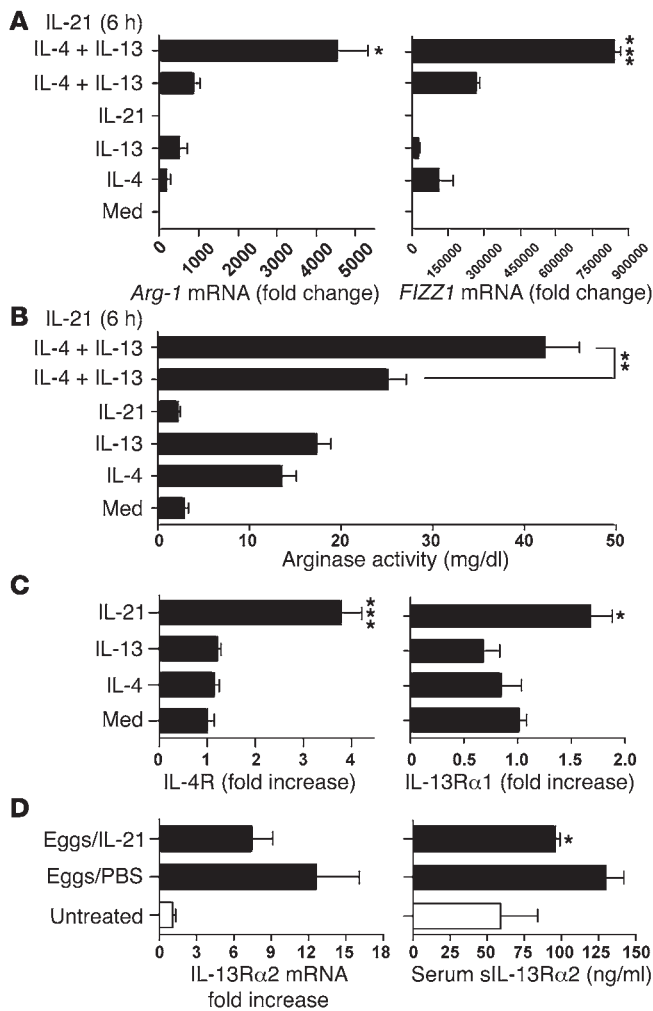 A
IL-21 (6 h)
IL-4 + IL-13
IL-4 + IL-13
IL-21
IL-13
IL-4
Med
*
0 1000 2000 3000 4000 5000
Arg-1 mRNA (fold change)
***
0 150000 300000 450000 600000 750000 900000
FIZZ1 mRNA (fold change)
B
IL-21 (6 h)
IL-4 + IL-13
IL-4 + IL-13
IL-21
IL-13
IL-4
Med
**
0 10 20 30 40 50
Arginase activity (mg/dl)
C
IL-21
IL-13
IL-4
Med
***
0 1 2 3 4
IL-4R (fold increase)
*
0 0.5 1.0 1.5 2.0
IL-13Rα1 (fold increase)
D
Eggs/IL-21
Eggs/PBS
Untreated
0 3 6 9 12 15 18
IL-13Rα2 mRNA
fold increase
*
0 25 50 75 100 125 150
Serum sIL-13Rα2 (ng/ml)